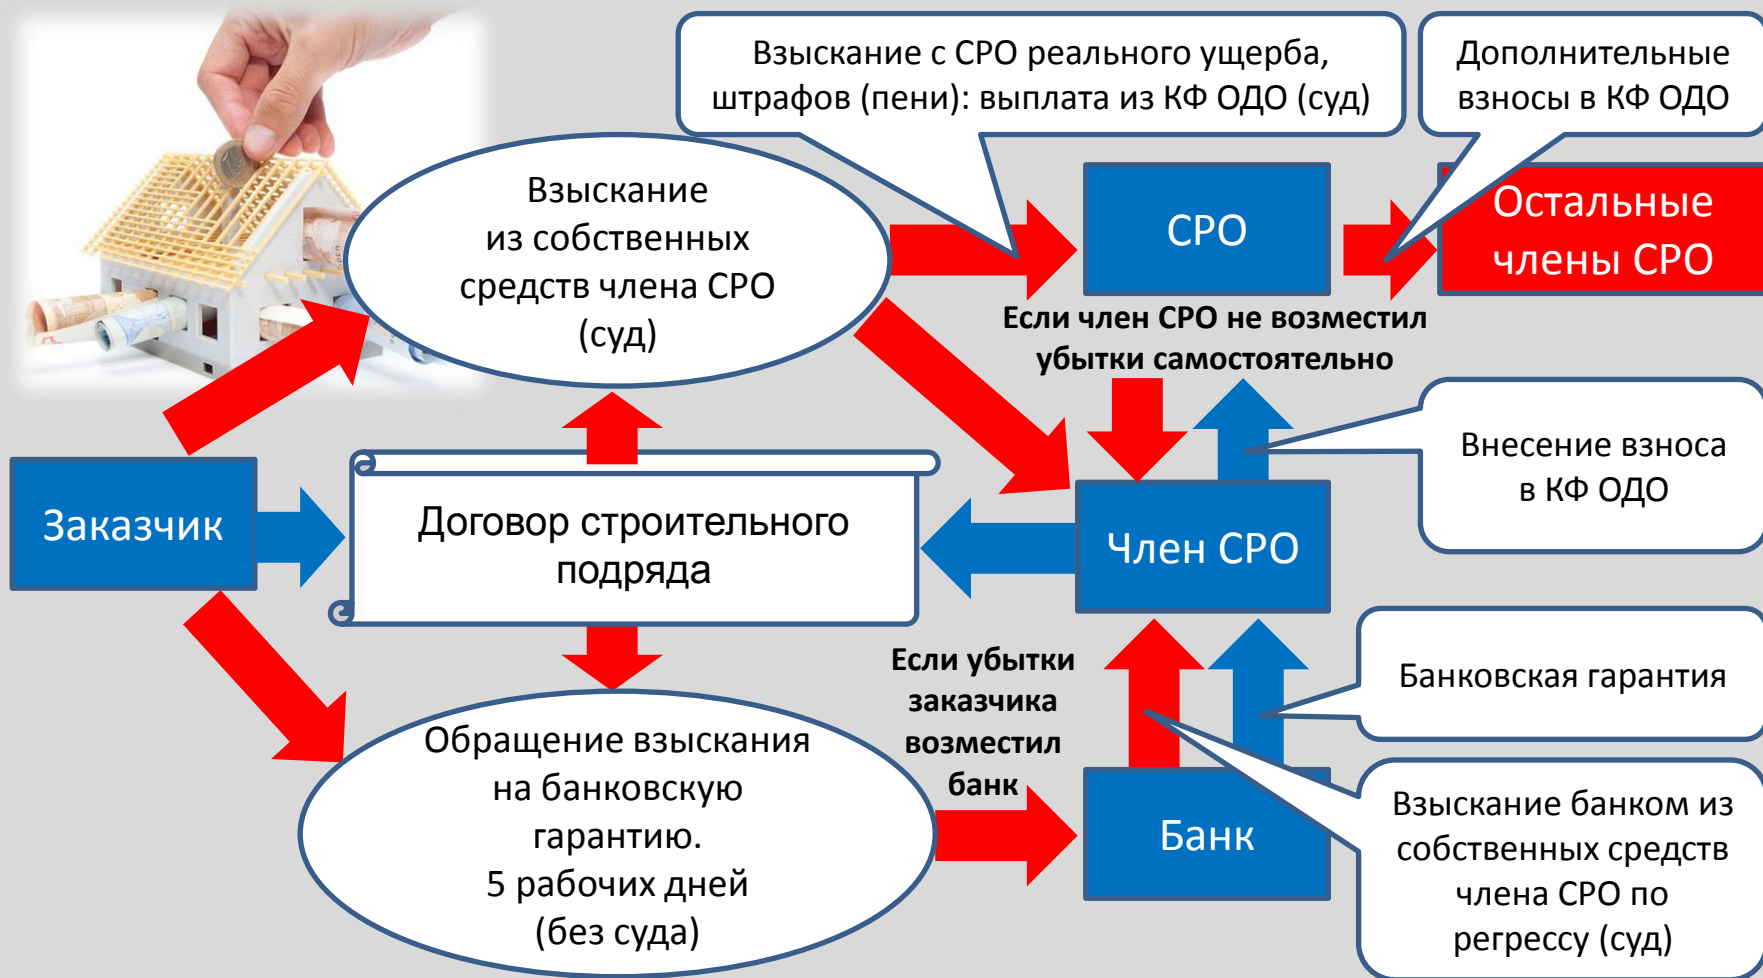 Взыскание с СРО реального ущерба,
штрафов (пени): выплата из КФ ОДО (суд)
Дополнительные
взносы в КФ ОДО
Взыскание
из собственных
средств члена СРО
(суд)
СРО
Остальные
члены СРО
Если член СРО не возместил
убытки самостоятельно
Внесение взноса
в КФ ОДО
Заказчик
Договор строительного
подряда
Член СРО
Если убытки
заказчика
возместил
банк
Банковская гарантия
Обращение взыскания
на банковскую
гарантию.
5 рабочих дней
(без суда)
Банк
Взыскание банком из
собственных средств
члена СРО по
регрессу (суд)